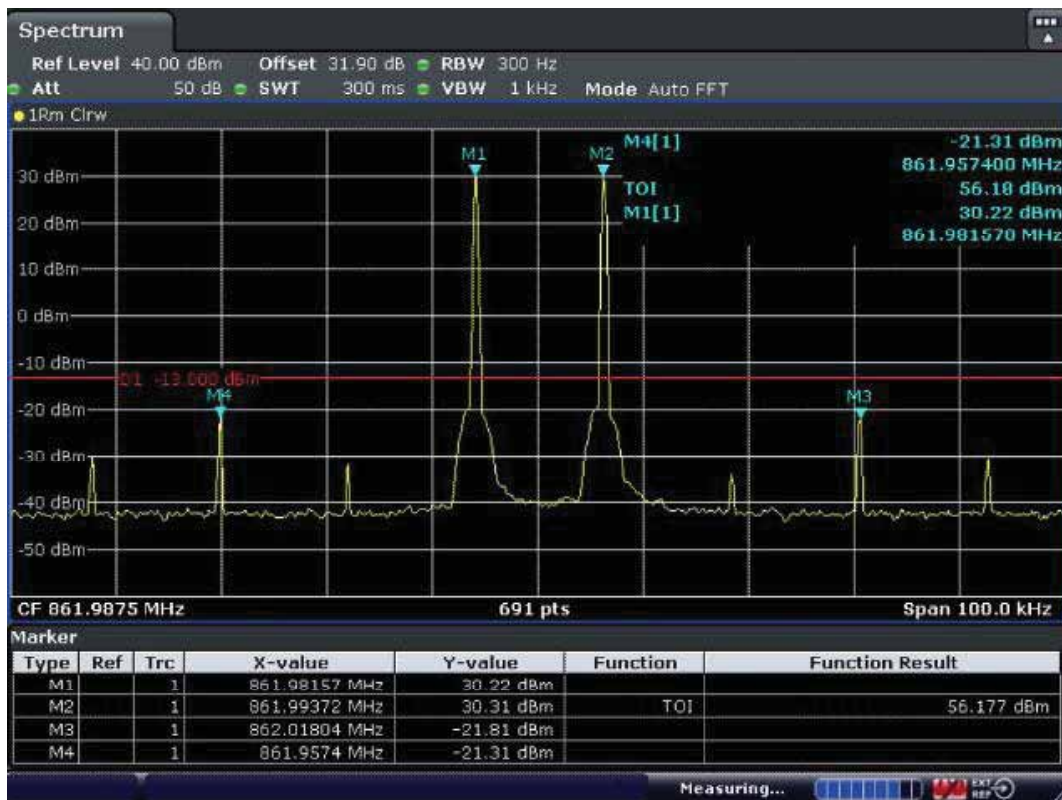 Spectrum
Ref Level 40.00 dBm Offset 31.90 dB RBW 300 Hz
Att 50 dB SWT 300 ms VBW 1 kHz Mode Auto FFT
1Rm Clrw
M4[1] -21.31 dBm
861.957400 MHz
TOI 56.18 dBm
M1[1] 30.22 dBm
861.981570 MHz
M1
M2
30 dBm
20 dBm
10 dBm
0 dBm
-10 dBm
D1 -13.000 dBm
M4
M3
-20 dBm
-30 dBm
-40 dBm
-50 dBm
CF 861.9875 MHz 691 pts Span 100.0 kHz
Marker
Type Ref Trc X-value Y-value Function Function Result
M1 1 861.98157 MHz 30.22 dBm
M2 1 861.99372 MHz 30.31 dBm TOI 56.177 dBm
M3 1 862.01804 MHz -21.81 dBm
M4 1 861.9574 MHz -21.31 dBm
Measuring... EXT REF